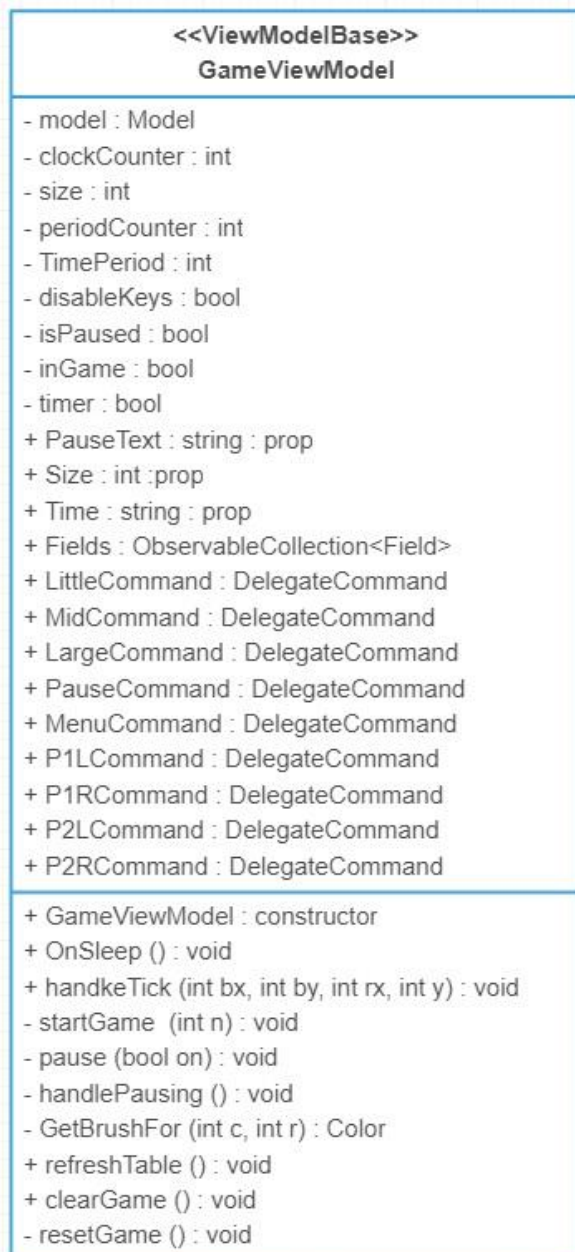 <<ViewModelBase>>
GameViewModel
- model : Model
- clockCounter : int
- size : int
- periodCounter : int
- TimePeriod : int
- disableKeys : bool
- isPaused : bool
- inGame : bool
- timer : bool
+ PauseText : string : prop
+ Size : int :prop
+ Time : string : prop
+ Fields : ObservableCollection<Field>
+ LittleCommand : DelegateCommand
+ MidCommand : DelegateCommand
+ LargeCommand : DelegateCommand
+ PauseCommand : DelegateCommand
+ MenuCommand : DelegateCommand
+ P1LCommand : DelegateCommand
+ P1RCommand : DelegateCommand
+ P2LCommand : DelegateCommand
+ P2RCommand : DelegateCommand
+ GameViewModel : constructor
+ OnSleep () : void
+ handkeTick (int bx, int by, int rx, int y) : void
- startGame  (int n) : void
- pause (bool on) : void
- handlePausing () : void
- GetBrushFor (int c, int r) : Color
+ refreshTable () : void
+ clearGame () : void
- resetGame () : void